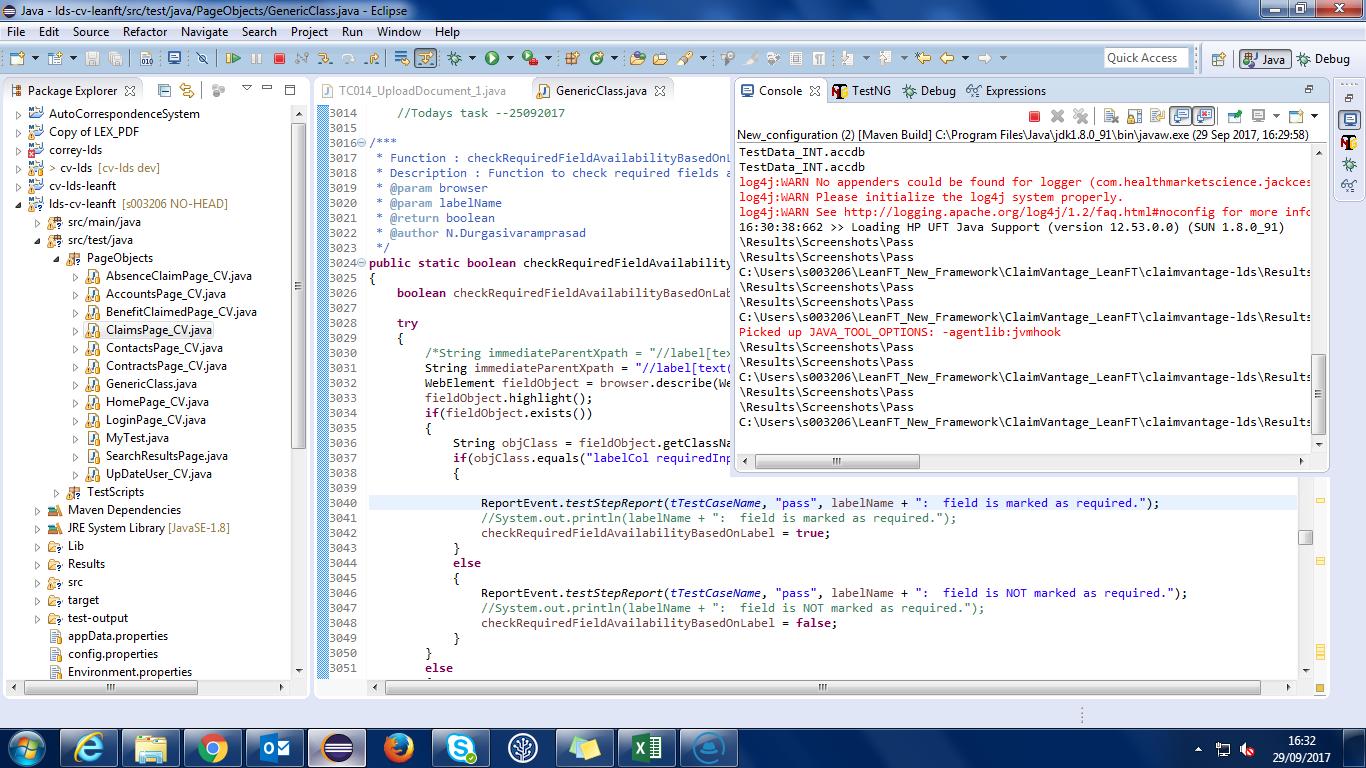 Java - lds-cv-leanft/src/test/java/PageObjects/GenericClass.java - Eclipse
File Edit Source Refactor Navigate Search Project Run Window Help
Quick Access
Java
Debug
Package Explorer
AutoCorrespondenceSystem
Copy of LEX_PDF
correy-lds
> cv-lds [cv-lds dev]
cv-lds-leanft
lds-cv-leanft [s003206 NO-HEAD]
src/main/java
src/test/java
PageObjects
AbsenceClaimPage_CV.java
AccountsPage_CV.java
BenefitClaimedPage_CV.java
ClaimsPage_CV.java
ContactsPage_CV.java
ContractsPage_CV.java
GenericClass.java
HomePage_CV.java
LoginPage_CV.java
MyTest.java
SearchResultsPage.java
UpDateUser_CV.java
TestScripts
Maven Dependencies
JRE System Library [JavaSE-1.8]
Lib
Results
src
target
test-output
appData.properties
config.properties
Environment.properties
TC014_UploadDocument_1.java
GenericClass.java
3014 //Todays task --25092017
3015
3016 /***
3017 * Function : checkRequiredFieldAvailabilityBasedOnL
3018 * Description : Function to check required fields a
3019 * @param browser
3020 * @param labelName
3021 * @return boolean
3022 * @author N.Durgasivaramprasad
3023 */
3024 public static boolean checkRequiredFieldAvailability
3025 {
3026 boolean checkRequiredFieldAvailabilityBasedOnLab
3027
3028 try
3029 {
3030 /*String immediateParentXpath = "//label[tex
3031 String immediateParentXpath = "//label[text(
3032 WebElement fieldObject = browser.describe(We
3033 fieldObject.highlight();
3034 if(fieldObject.exists())
3035 {
3036 String objClass = fieldObject.getClassNa
3037 if(objClass.equals("labelCol requiredInp
3038 {
3039
3040 ReportEvent.testStepReport(tTestCaseName, "pass", labelName + ":  field is marked as required.");
3041 //System.out.println(labelName + ":  field is marked as required.");
3042 checkRequiredFieldAvailabilityBasedOnLabel = true;
3043 }
3044 else
3045 {
3046 ReportEvent.testStepReport(tTestCaseName, "pass", labelName + ":  field is NOT marked as required.");
3047 //System.out.println(labelName + ":  field is NOT marked as required.");
3048 checkRequiredFieldAvailabilityBasedOnLabel = false;
3049 }
3050 }
3051 else
Console TestNG Debug Expressions
New_configuration (2) [Maven Build] C:\Program Files\Java\jdk1.8.0_91\bin\javaw.exe (29 Sep 2017, 16:29:58)
TestData_INT.accdb
TestData_INT.accdb
log4j:WARN No appenders could be found for logger (com.healthmarketscience.jackces
log4j:WARN Please initialize the log4j system properly.
log4j:WARN See http://logging.apache.org/log4j/1.2/faq.html#noconfig for more info
16:30:38:662 >> Loading HP UFT Java Support (version 12.53.0.0) (SUN 1.8.0_91)
\Results\Screenshots\Pass
\Results\Screenshots\Pass
C:\Users\s003206\LeanFT_New_Framework\ClaimVantage_LeanFT\claimvantage-lds\Results
\Results\Screenshots\Pass
\Results\Screenshots\Pass
C:\Users\s003206\LeanFT_New_Framework\ClaimVantage_LeanFT\claimvantage-lds\Results
Picked up JAVA_TOOL_OPTIONS: -agentlib:jvmhook
\Results\Screenshots\Pass
\Results\Screenshots\Pass
C:\Users\s003206\LeanFT_New_Framework\ClaimVantage_LeanFT\claimvantage-lds\Results
\Results\Screenshots\Pass
\Results\Screenshots\Pass
C:\Users\s003206\LeanFT_New_Framework\ClaimVantage_LeanFT\claimvantage-lds\Results
16:32
29/09/2017